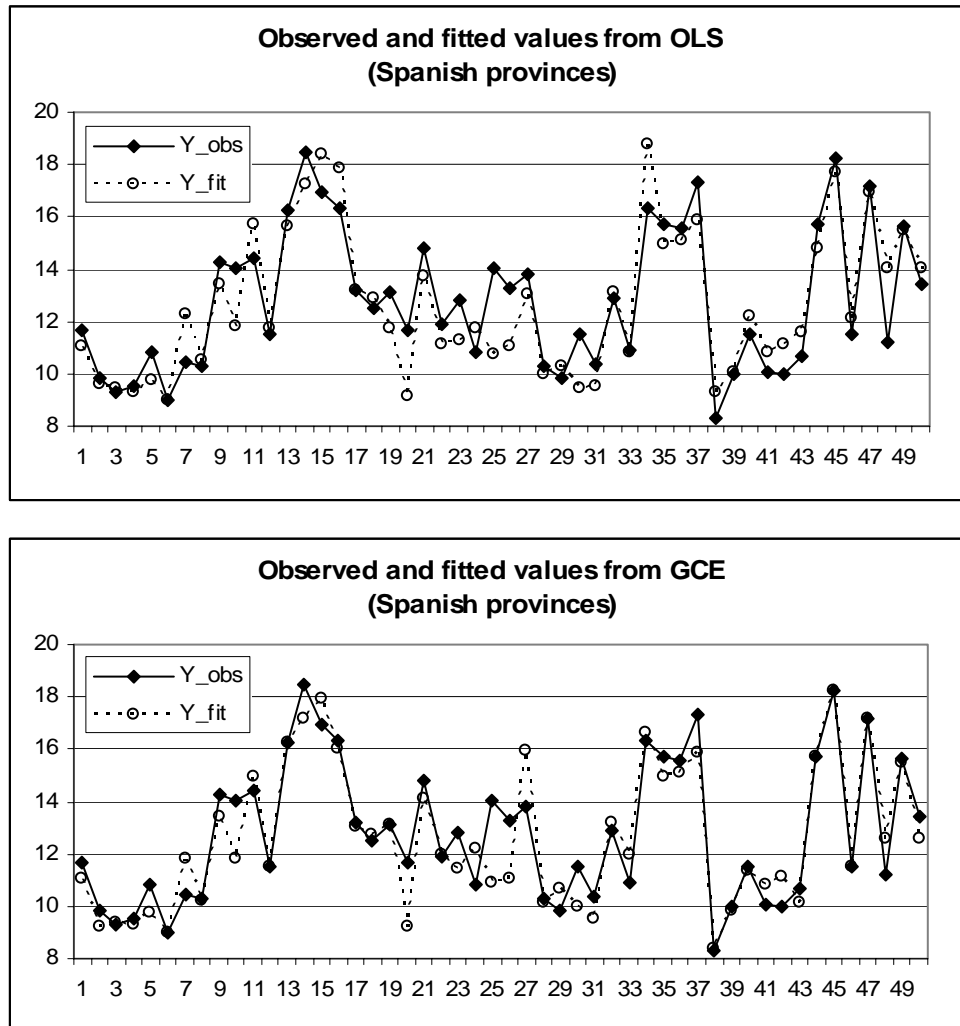 Observed and fitted values from OLS
(Spanish provinces)
20
18
16
14
12
10
8
Y_obs
Y_fit
1 3 5 7 9 11 13 15 17 19 21 23 25 27 29 31 33 35 37 39 41 43 45 47 49
Observed and fitted values from GCE
(Spanish provinces)
20
18
16
14
12
10
8
Y_obs
Y_fit
1 3 5 7 9 11 13 15 17 19 21 23 25 27 29 31 33 35 37 39 41 43 45 47 49